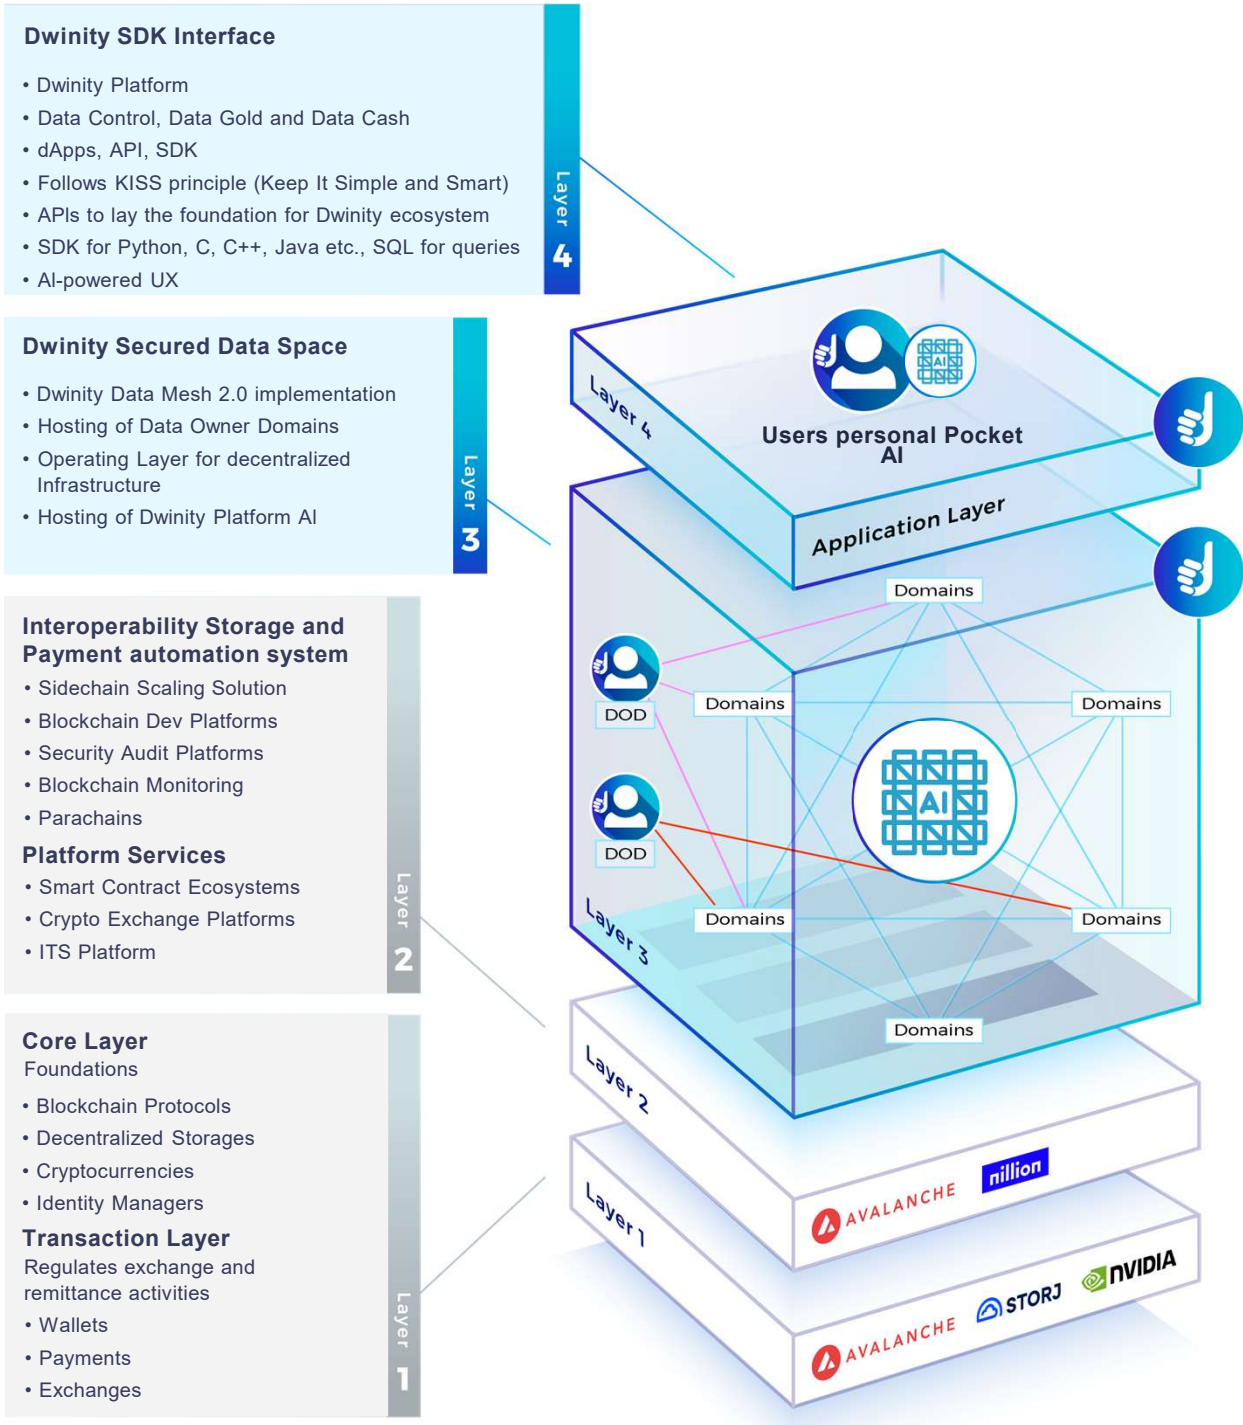 Dwinity SDK Interface
• Dwinity Platform
• Data Control, Data Gold and Data Cash
• dApps, API, SDK
• Follows KISS principle (Keep It Simple and Smart)
• APIs to lay the foundation for Dwinity ecosystem
• SDK for Python, C, C++, Java etc., SQL for queries
• AI-powered UX
Layer 4
Dwinity Secured Data Space
• Dwinity Data Mesh 2.0 implementation
• Hosting of Data Owner Domains
• Operating Layer for decentralized
Infrastructure
• Hosting of Dwinity Platform AI
Layer 3
Interoperability Storage and
Payment automation system
• Sidechain Scaling Solution
• Blockchain Dev Platforms
• Security Audit Platforms
• Blockchain Monitoring
• Parachains
Platform Services
• Smart Contract Ecosystems
• Crypto Exchange Platforms
• ITS Platform
Layer 2
Core Layer
Foundations
• Blockchain Protocols
• Decentralized Storages
• Cryptocurrencies
• Identity Managers
Transaction Layer
Regulates exchange and
remittance activities
• Wallets
• Payments
• Exchanges
Layer 1
AI
Users personal Pocket
AI
Layer 4
Application Layer
Domains
DOD
Domains
Domains
AI
DOD
Domains
Domains
Layer 3
Domains
Layer 2
AVALANCHE
nillion
Layer 1
AVALANCHE
STORJ
NVIDIA